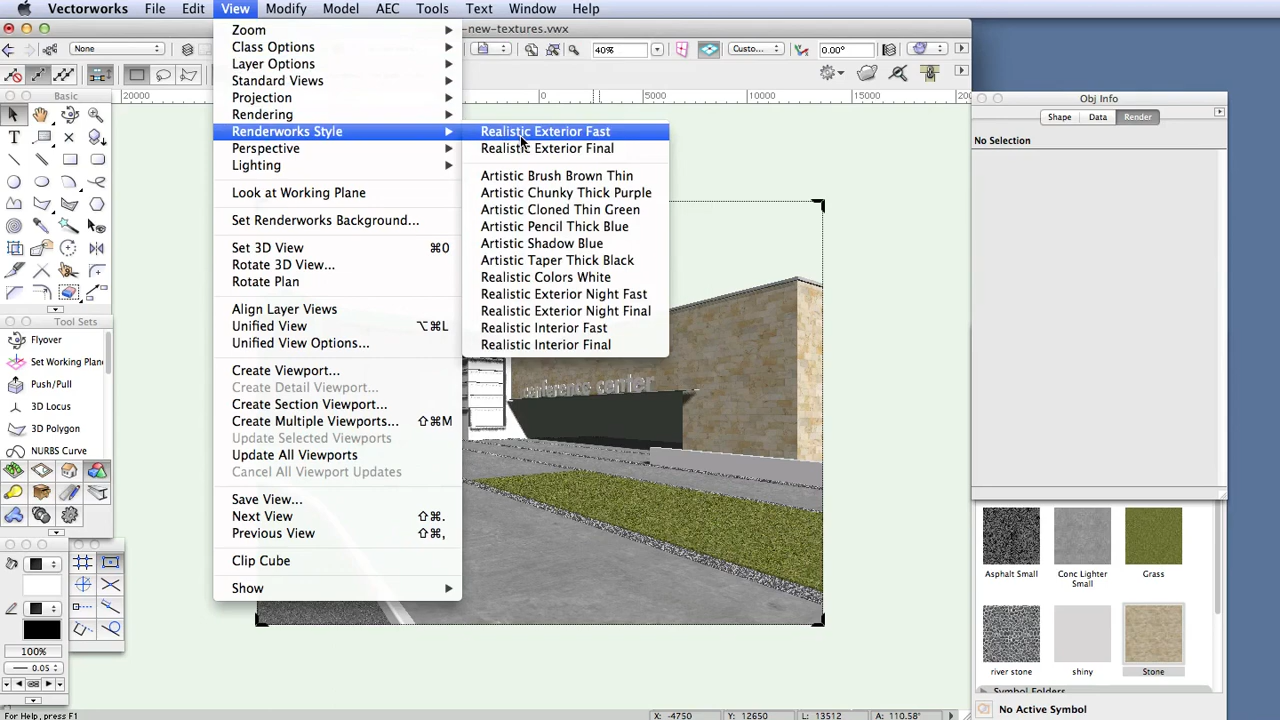 Vectorworks File Edit View Modify Model AEC Tools Text Window Help
-new-textures.vwx
None 40% Custo... 0.00°
Basic
20000 0 5000 10000 15000 200
Zoom
Class Options
Layer Options
Standard Views
Projection
Rendering
Renderworks Style
Perspective
Lighting
Look at Working Plane
Set Renderworks Background...
Set 3D View ⌘0
Rotate 3D View...
Rotate Plan
Align Layer Views
Unified View ⌥⌘L
Unified View Options...
Create Viewport...
Create Detail Viewport...
Create Section Viewport...
Create Multiple Viewports... ⇧⌘M
Update Selected Viewports
Update All Viewports
Cancel All Viewport Updates
Save View...
Next View ⇧⌘.
Previous View ⇧⌘,
Clip Cube
Show
Realistic Exterior Fast
Realistic Exterior Final
Artistic Brush Brown Thin
Artistic Chunky Thick Purple
Artistic Cloned Thin Green
Artistic Pencil Thick Blue
Artistic Shadow Blue
Artistic Taper Thick Black
Realistic Colors White
Realistic Exterior Night Fast
Realistic Exterior Night Final
Realistic Interior Fast
Realistic Interior Final
conference center
Tool Sets
Flyover
Set Working Plane
Push/Pull
3D Locus
3D Polygon
NURBS Curve
100%
0.05
Obj Info
Shape Data Render
No Selection
Asphalt Small
Conc Lighter Small
Grass
river stone
shiny
Stone
Symbol Folders
No Active Symbol
For Help, press F1
X: -4750 Y: 12650 L: 13512 A: 110.58°